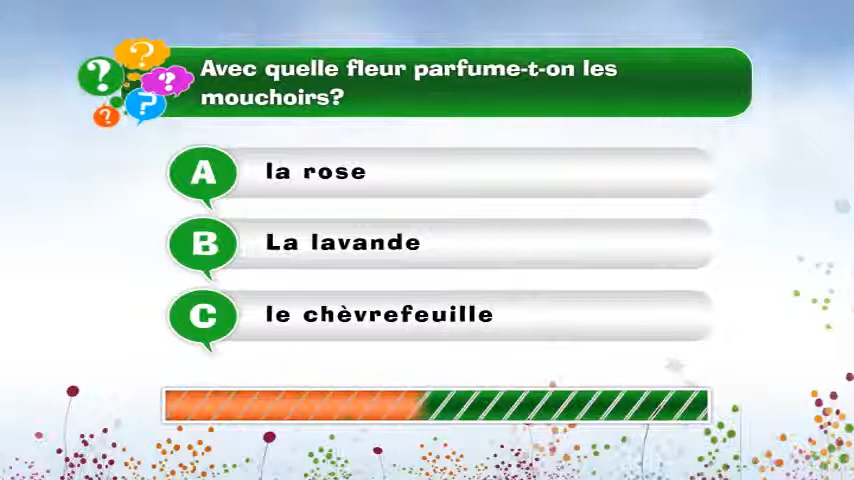 Avec quelle fleur parfume-t-on les
mouchoirs?
A la rose
B La lavande
C le chèvrefeuille